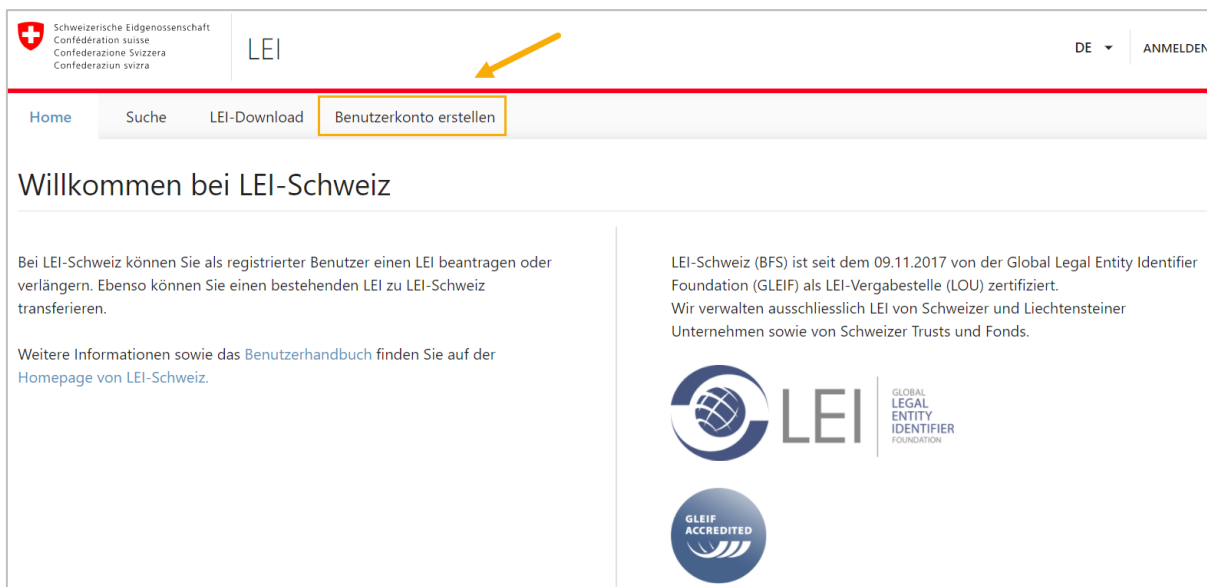 Schweizerische Eidgenossenschaft
Confédération suisse
Confederazione Svizzera
Confederaziun svizra
LEI
DE
ANMELDEN
Home
Suche
LEI-Download
Benutzerkonto erstellen
Willkommen bei LEI-Schweiz
Bei LEI-Schweiz können Sie als registrierter Benutzer einen LEI beantragen oder
verlängern. Ebenso können Sie einen bestehenden LEI zu LEI-Schweiz
transferieren.
Weitere Informationen sowie das Benutzerhandbuch finden Sie auf der
Homepage von LEI-Schweiz.
LEI-Schweiz (BFS) ist seit dem 09.11.2017 von der Global Legal Entity Identifier
Foundation (GLEIF) als LEI-Vergabestelle (LOU) zertifiziert.
Wir verwalten ausschliesslich LEI von Schweizer und Liechtensteiner
Unternehmen sowie von Schweizer Trusts und Fonds.
LEI
GLOBAL
LEGAL
ENTITY
IDENTIFIER
FOUNDATION
GLEIF
ACCREDITED